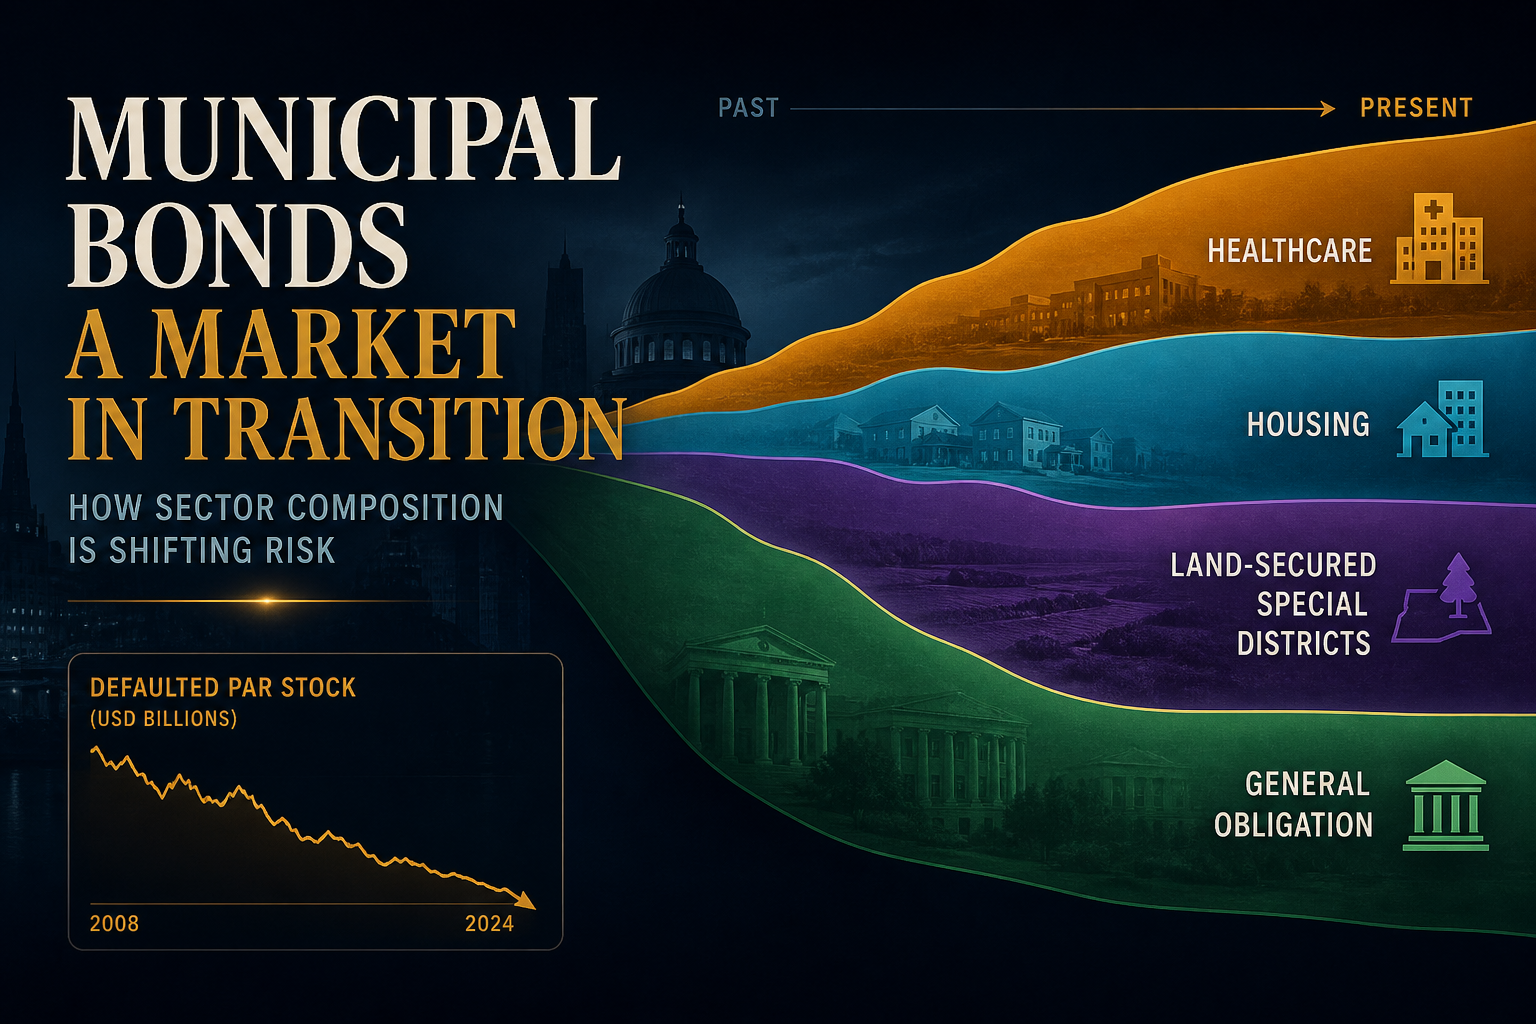 MUNICIPAL
BONDS
A MARKET
IN TRANSITION
HOW SECTOR COMPOSITION
IS SHIFTING RISK
DEFAULTED PAR STOCK
(USD BILLIONS)
2008
2024
PAST
PRESENT
HEALTHCARE
HOUSING
LAND-SECURED
SPECIAL
DISTRICTS
GENERAL
OBLIGATION